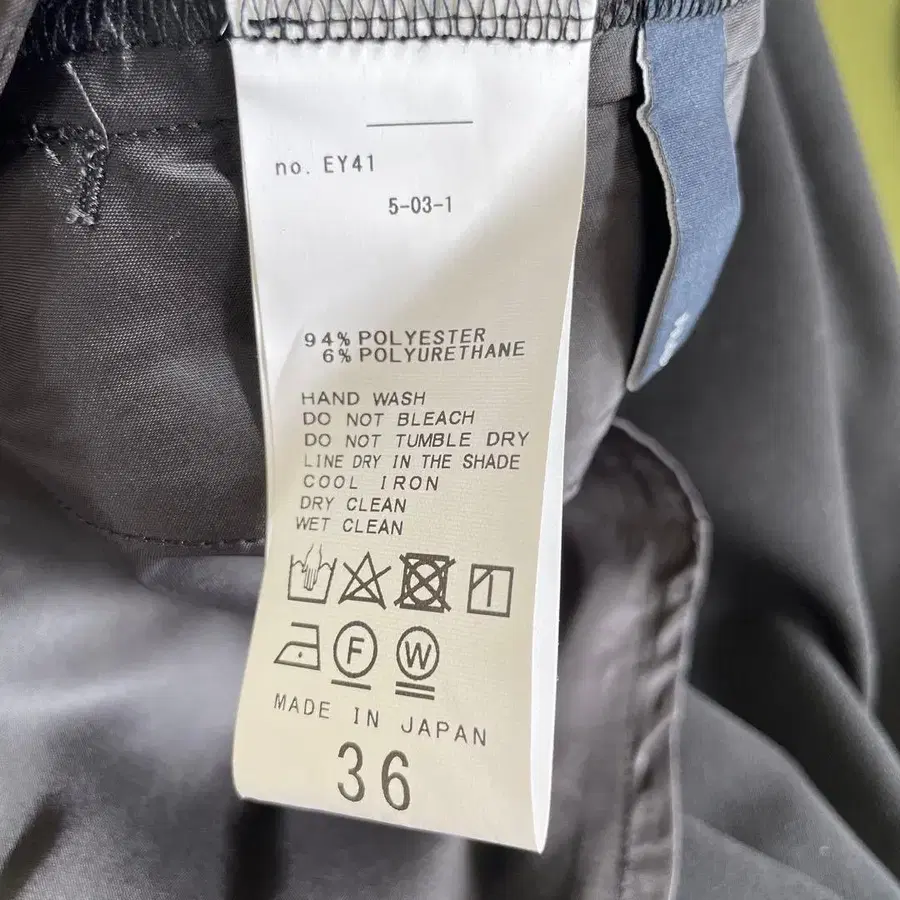 no. EY41
5-03-1
94% POLYESTER
6% POLYURETHANE
HAND WASH
DO NOT BLEACH
DO NOT TUMBLE DRY
LINE DRY IN THE SHADE
COOL IRON
DRY CLEAN
WET CLEAN
F W
MADE IN JAPAN
36